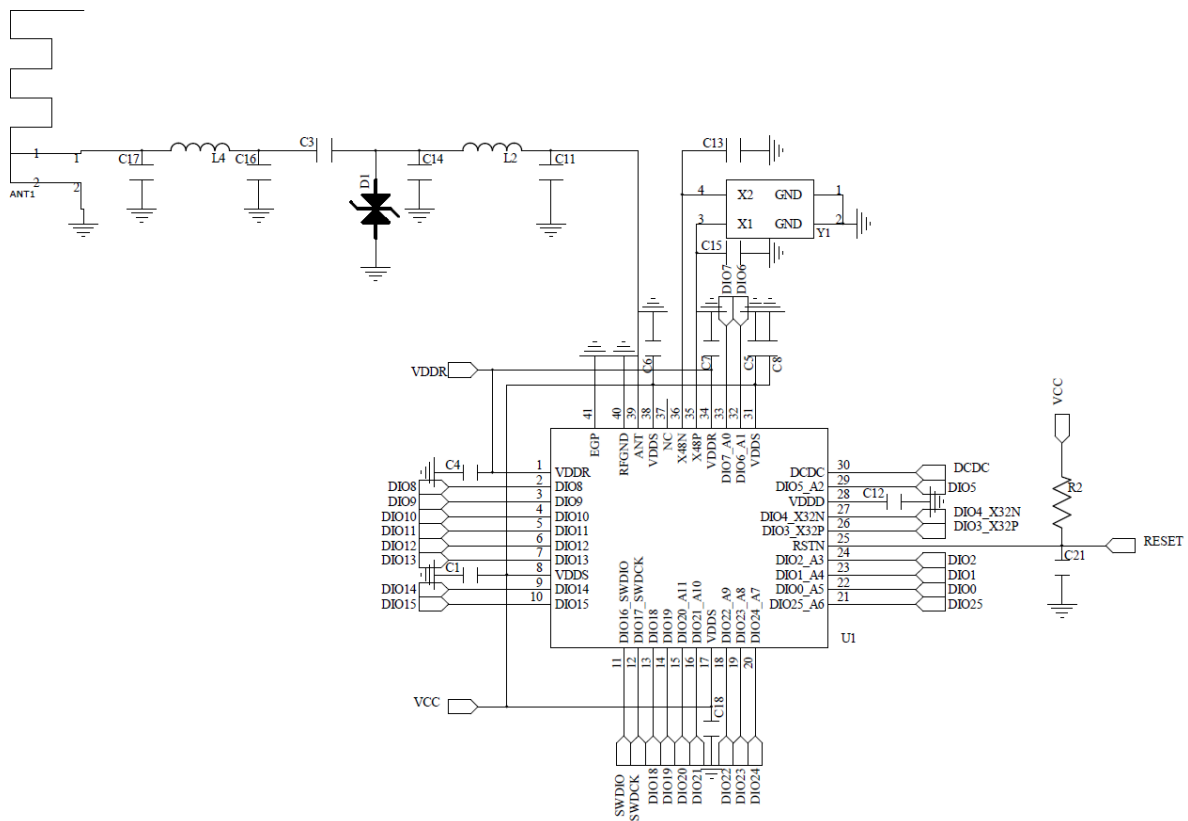 C3
1
1
C17
L4
C16
D1
C14
L2
C11
2
2
ANT1
C13
4
X2
GND
1
3
X1
GND
2
Y1
C15
DIO7
DIO6
VDDR
C6
C7
C5
C8
VCC
41
40
39
38
37
36
35
34
33
32
31
EGP
RFGND
ANT
VDDS
NC
X48N
X48P
VDDR
DIO7_A0
DIO6_A1
VDDS
C4
1
VDDR
DIO8
2
DIO8
DIO9
3
DIO9
DIO10
4
DIO10
DIO11
5
DIO11
DIO12
6
DIO12
DIO13
7
DIO13
C1
8
VDDS
DIO14
9
DIO14
DIO15
10
DIO15
DCDC
30
DCDC
DIO5_A2
29
DIO5
VDDD
28
C12
DIO4_X32N
27
DIO4_X32N
DIO3_X32P
26
DIO3_X32P
RSTN
25
RESET
DIO2_A3
24
DIO2
DIO1_A4
23
DIO1
DIO0_A5
22
DIO0
DIO25_A6
21
DIO25
R2
C21
DIO16_SWDIO
DIO17_SWDCK
DIO18
DIO19
DIO20_A11
DIO21_A10
VDDS
DIO22_A9
DIO23_A8
DIO24_A7
U1
11
12
13
14
15
16
17
18
19
20
VCC
C18
SWDIO
SWDCK
DIO18
DIO19
DIO20
DIO21
DIO22
DIO23
DIO24